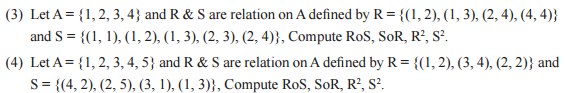 (3) Let A = {1, 2, 3, 4} and R & S are relation on A defined by R = {(1, 2), (1, 3), (2, 4), (4, 4)}
and S = {(1, 1), (1, 2), (1, 3), (2, 3), (2, 4)}, Compute RoS, SoR, R², S².
(4) Let A = {1, 2, 3, 4, 5} and R & S are relation on A defined by R = {(1, 2), (3, 4), (2, 2)} and
S = {(4, 2), (2, 5), (3, 1), (1, 3)}, Compute RoS, SoR, R², S².